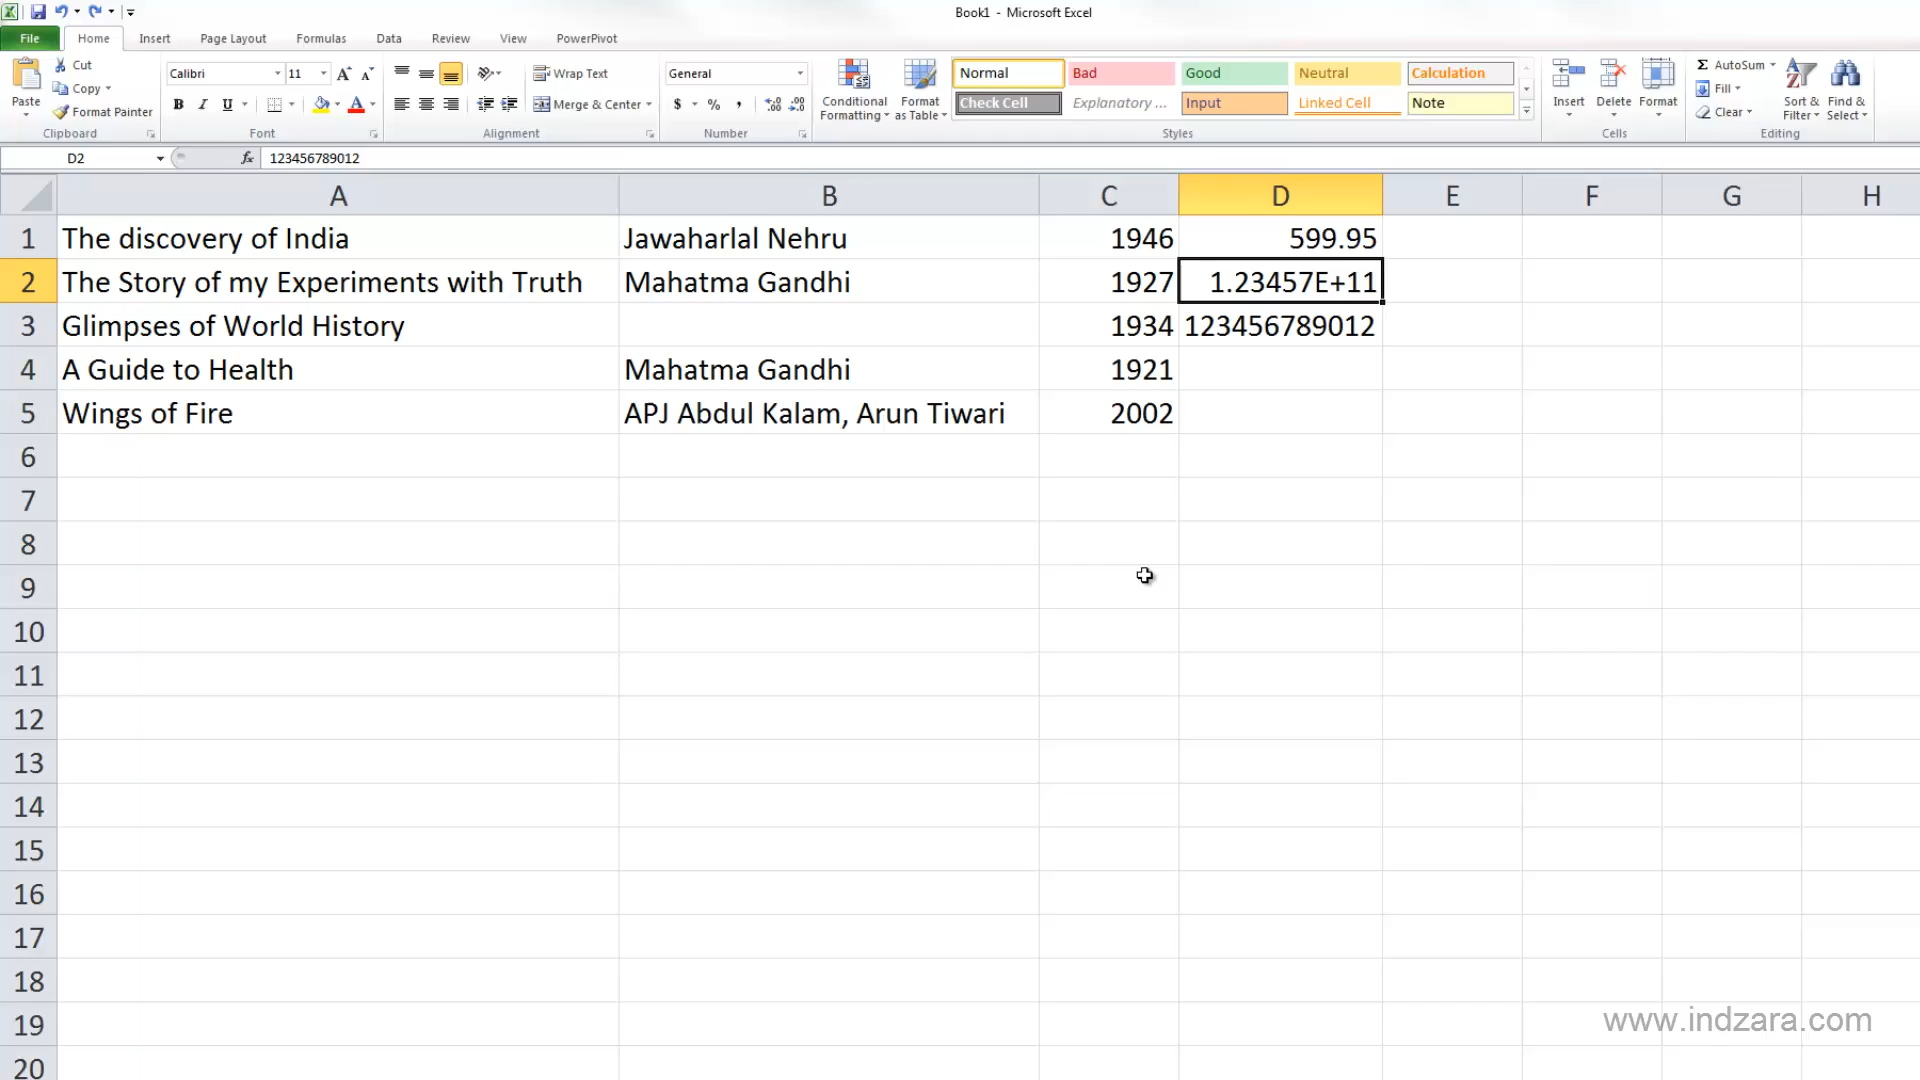 Book1 - Microsoft Excel
File Home Insert Page Layout Formulas Data Review View PowerPivot
Paste
Cut
Copy
Format Painter
Clipboard
Calibri 11 A A
B I U A
Font
Wrap Text
Merge & Center
Alignment
General
$ % , .0 .00 .00 .0
Number
Conditional Formatting
Format as Table
Normal Bad Good Neutral Calculation
Check Cell Explanatory ... Input Linked Cell Note
Styles
Insert Delete Format
Cells
Σ AutoSum
Fill
Clear
Sort & Filter
Find & Select
Editing
D2 fx 123456789012
A B C D E F G H
1 The discovery of India Jawaharlal Nehru 1946 599.95
2 The Story of my Experiments with Truth Mahatma Gandhi 1927 1.23457E+11
3 Glimpses of World History 1934 123456789012
4 A Guide to Health Mahatma Gandhi 1921
5 Wings of Fire APJ Abdul Kalam, Arun Tiwari 2002
6
7
8
9
10
11
12
13
14
15
16
17
18
19
20
www.indzara.com